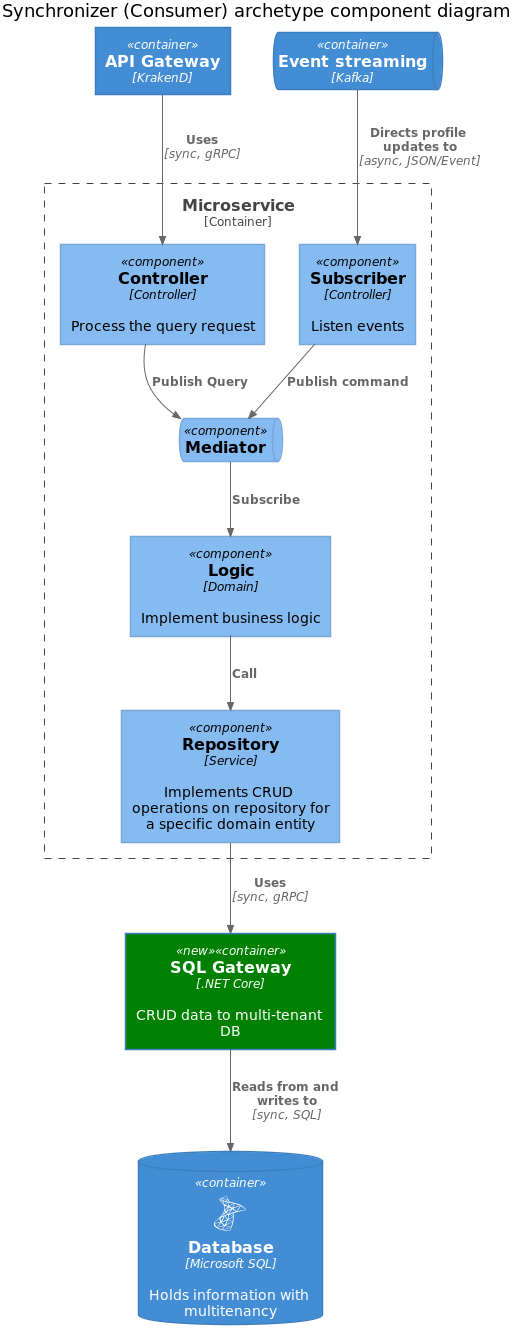 Synchronizer (Consumer) archetype component diagram
«container»
API Gateway
[KrakenD]
«container»
Event streaming
[Kafka]
Uses
[sync, gRPC]
Directs profile
updates to
[async, JSON/Event]
Microservice
[Container]
«component»
Controller
[Controller]
Process the query request
«component»
Subscriber
[Controller]
Listen events
Publish Query
Publish command
«component»
Mediator
Subscribe
«component»
Logic
[Domain]
Implement business logic
Call
«component»
Repository
[Service]
Implements CRUD
operations on repository for
a specific domain entity
Uses
[sync, gRPC]
«new»«container»
SQL Gateway
[.NET Core]
CRUD data to multi-tenant
DB
Reads from and
writes to
[sync, SQL]
«container»
Database
[Microsoft SQL]
Holds information with
multitenancy